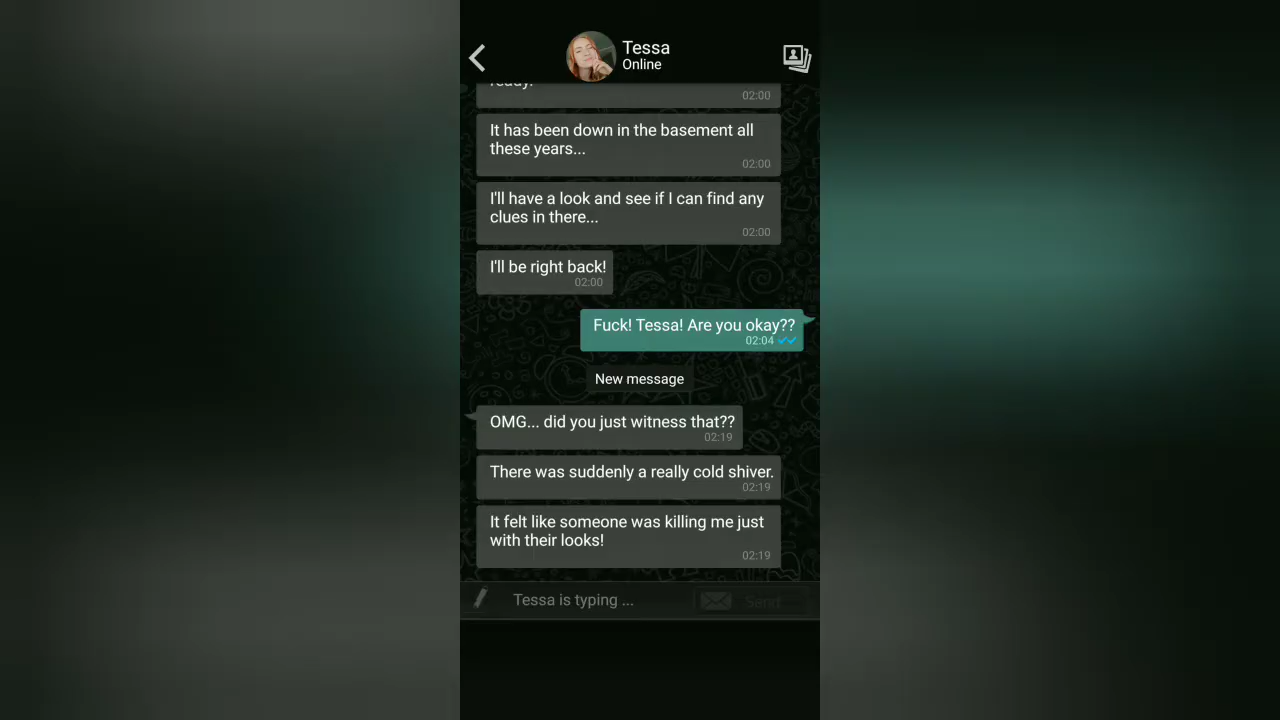 Tessa
Online
ready!
02:00
It has been down in the basement all
these years...
02:00
I'll have a look and see if I can find any
clues in there...
02:00
I'll be right back!
02:00
Fuck! Tessa! Are you okay??
02:04
New message
OMG... did you just witness that??
02:19
There was suddenly a really cold shiver.
02:19
It felt like someone was killing me just
with their looks!
02:19
Tessa is typing ...
Send